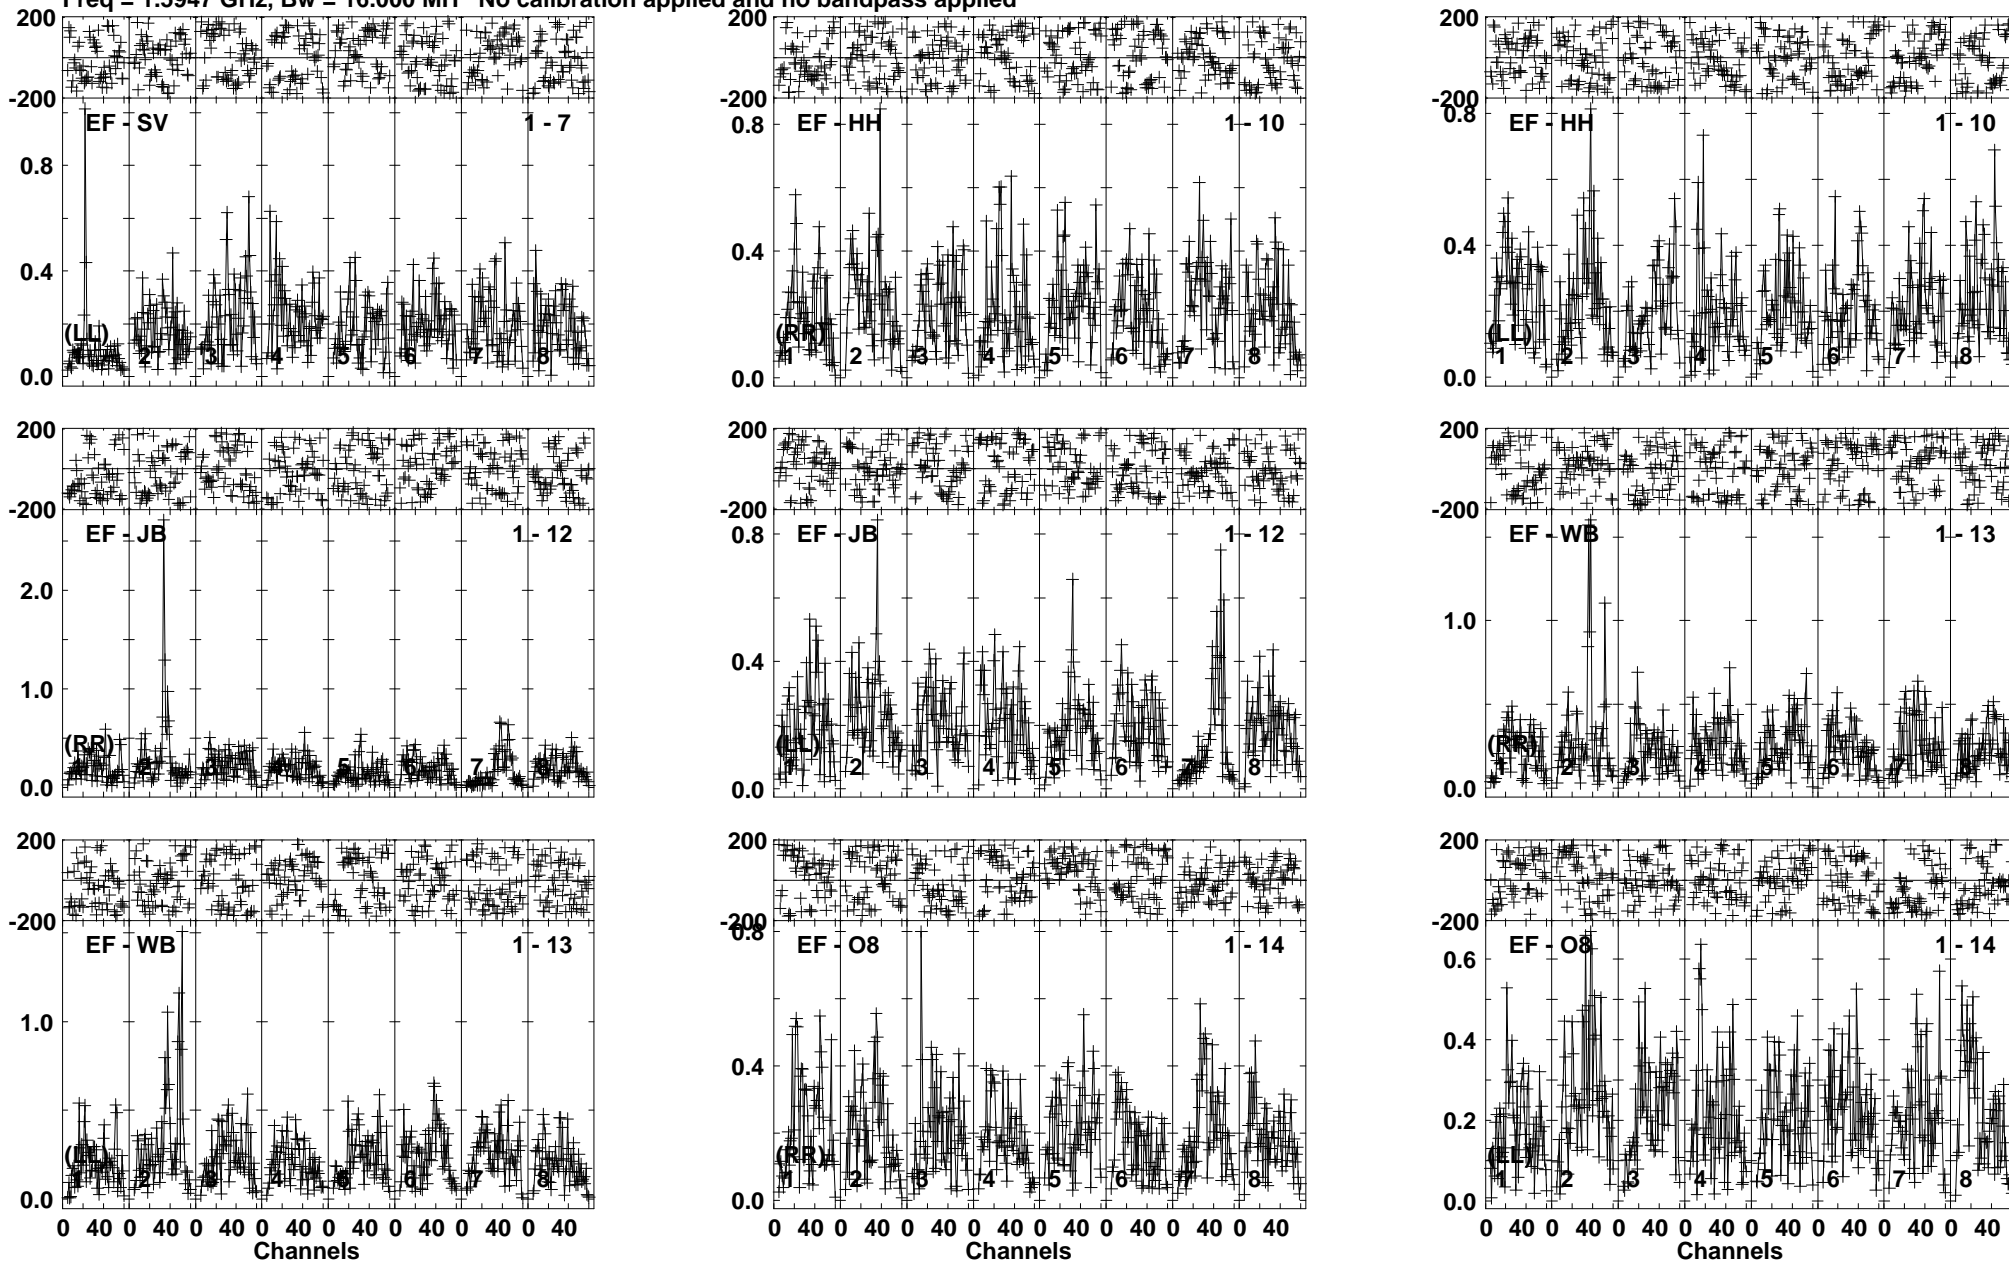 Freq = 1.5947 GHz, Bw = 16.000 MH No calibration applied and no bandpass applied
200 200 200
-200 -200 -200
EF - SV 1 - 7 EF - HH 1 - 10 EF - HH 1 - 10
0.8 0.8 0.8
0.4 0.4 0.4
(LL) (RR) (LL)
1 2 3 4 5 6 7 8 1 2 3 4 5 6 7 8 1 2 3 4 5 6 7 8
0.0 0.0 0.0
200 200 200
-200 -200 -200
EF - JB 1 - 12 EF - JB 1 - 12 EF - WB 1 - 13
2.0 0.8
1.0 0.4 1.0
(RR) (LL) (RR)
1 2 3 4 5 6 7 8 1 2 3 4 5 6 7 8 1 2 3 4 5 6 7 8
0.0 0.0 0.0
200 200 200
-200 -200 -200
EF - WB 1 - 13 EF - O8 1 - 14 EF - O8 1 - 14
0.8 0.6
1.0 0.4 0.4
0.2
(LL) (RR) (LL)
1 2 3 4 5 6 7 8 1 2 3 4 5 6 7 8 1 2 3 4 5 6 7 8
0.0 0.0 0.0
0 40 0 40 0 40 0 40 0 40 0 40 0 40 0 40 0 40 0 40 0 40 0 40 0 40 0 40 0 40 0 40 0 40 0 40 0 40 0 40 0 40 0 40 0 40 0 40
Channels Channels Channels